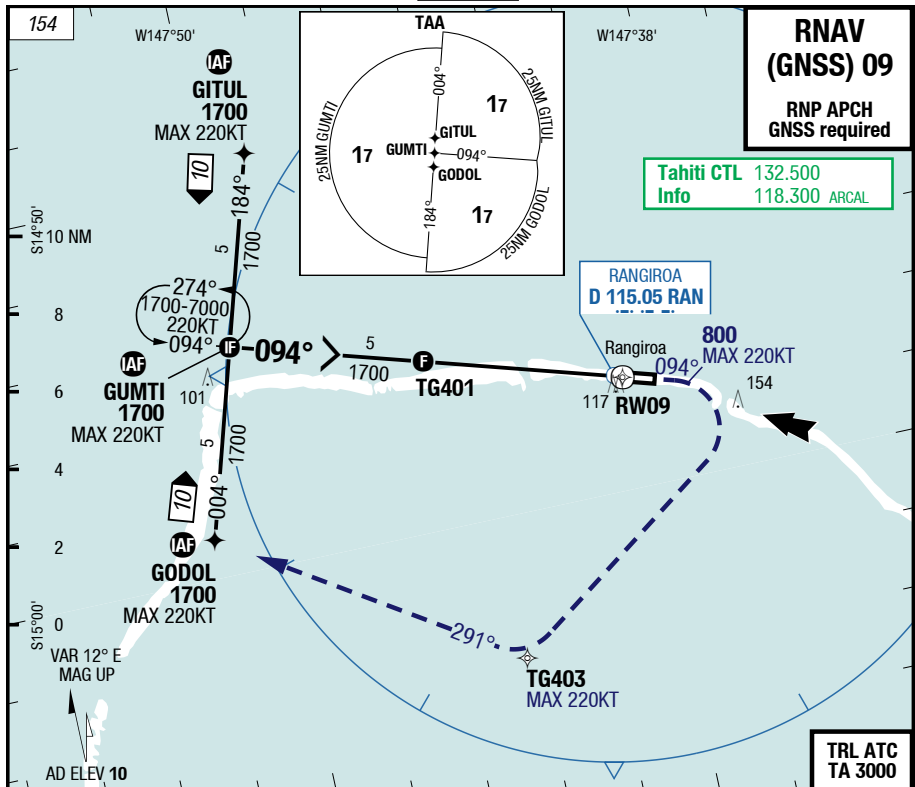 154
W147°50'
W147°38'
RNAV
(GNSS) 09
RNP APCH
GNSS required
TAA
004°
25NM GITUL
17
25NM GUMTI
17
GITUL
GUMTI
094°
GODOL
184°
17
25NM GODOL
Tahiti CTL 132.500
Info 118.300 ARCAL
IAF
GITUL
1700
MAX 220KT
10
184°
5
1700
S14°50'
10 NM
8
6
4
2
0
S15°00'
274°
1700-7000
220KT
094°
IF
094°
5
1700
F
TG401
IAF
GUMTI
1700
MAX 220KT
101
RANGIROA
D 115.05 RAN
Rangiroa
117
RW09
094°
800
MAX 220KT
154
5
1700
10
004°
IAF
GODOL
1700
MAX 220KT
291°
TG403
MAX 220KT
VAR 12° E
MAG UP
AD ELEV 10
TRL ATC
TA 3000